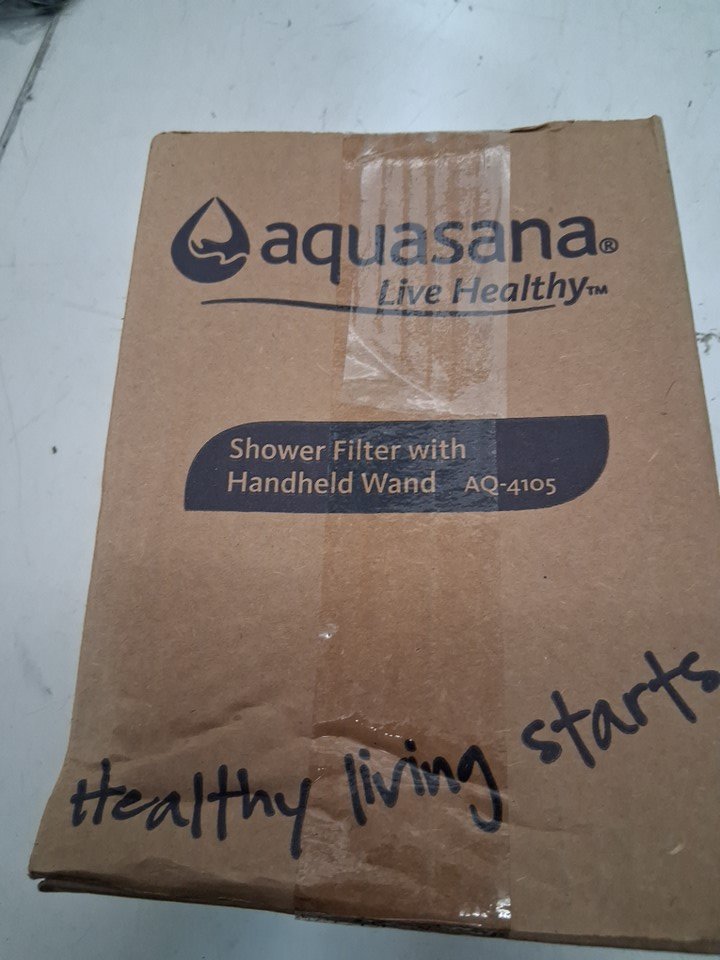 aquasana®
Live Healthy™
Shower Filter with
Handheld Wand AQ-4105
Healthy living starts